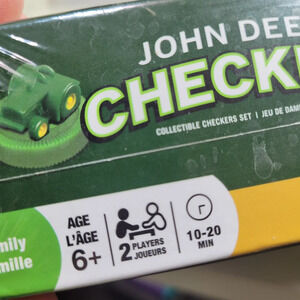 JOHN DEE
CHECKE
COLLECTIBLE CHECKERS SET | JEU DE DAM
mily
mille
AGE
L'ÂGE
6+
2 PLAYERS
JOUEURS
10-20
MIN